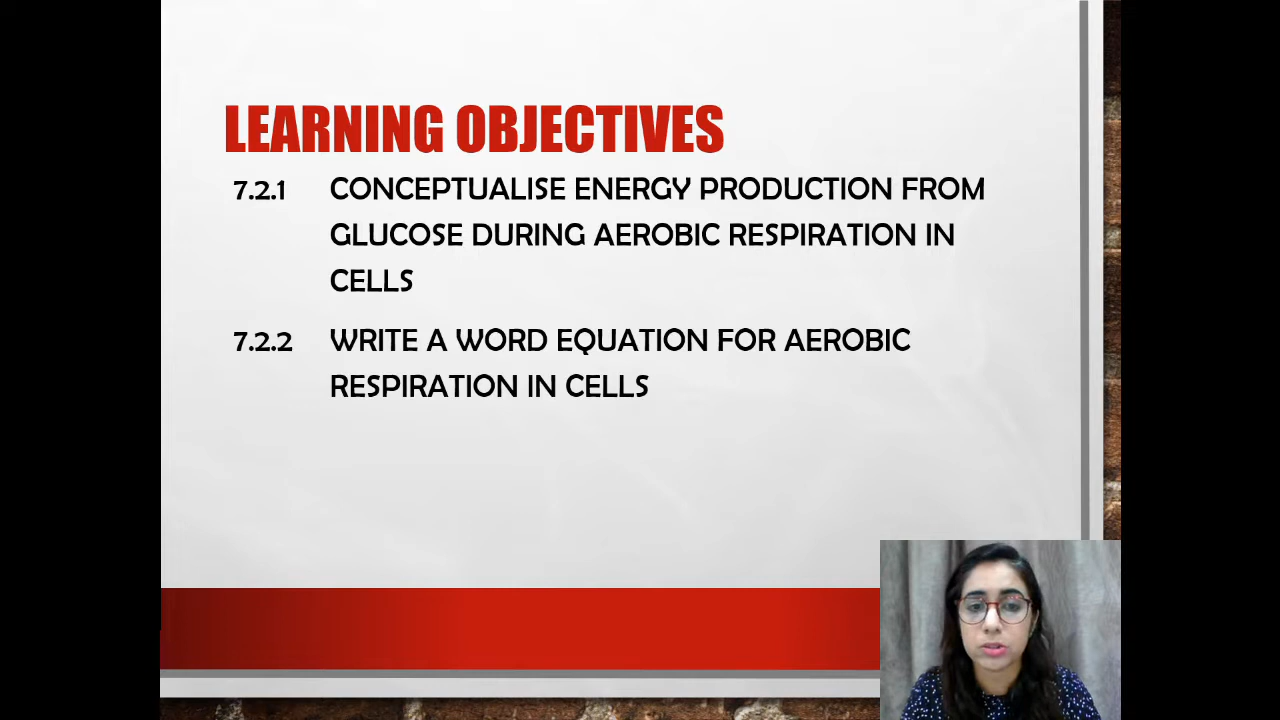 LEARNING OBJECTIVES
7.2.1 CONCEPTUALISE ENERGY PRODUCTION FROM
GLUCOSE DURING AEROBIC RESPIRATION IN
CELLS
7.2.2 WRITE A WORD EQUATION FOR AEROBIC
RESPIRATION IN CELLS